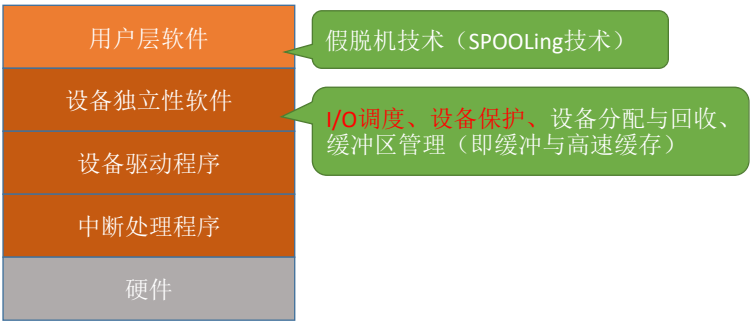 用户层软件
假脱机技术（SPOOLing技术）
设备独立性软件
I/O调度、设备保护、设备分配与回收、
缓冲区管理（即缓冲与高速缓存）
设备驱动程序
中断处理程序
硬件